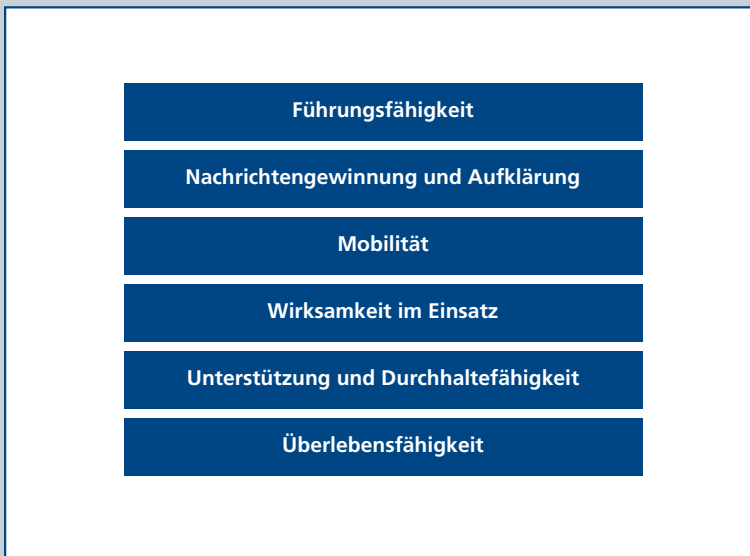 Führungsfähigkeit
Nachrichtengewinnung und Aufklärung
Mobilität
Wirksamkeit im Einsatz
Unterstützung und Durchhaltefähigkeit
Überlebensfähigkeit